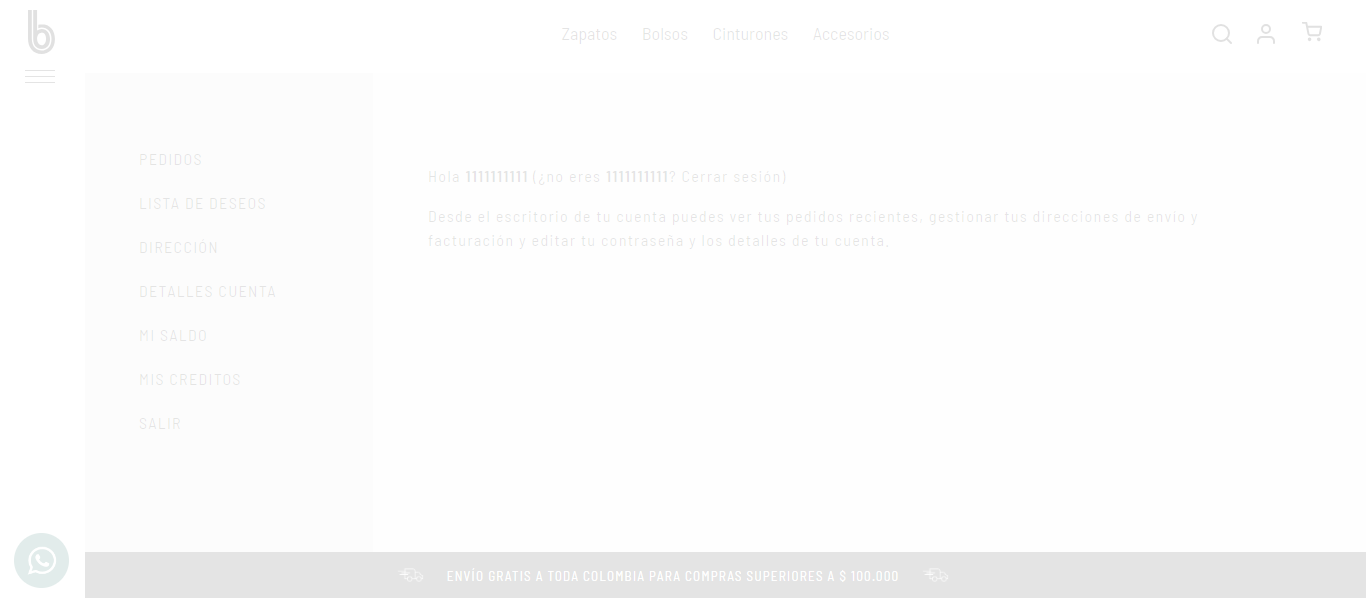 b
Zapatos Bolsos Cinturones Accesorios
PEDIDOS
LISTA DE DESEOS
DIRECCIÓN
DETALLES CUENTA
MI SALDO
MIS CREDITOS
SALIR
Hola 1111111111 (¿no eres 1111111111? Cerrar sesión)
Desde el escritorio de tu cuenta puedes ver tus pedidos recientes, gestionar tus direcciones de envío y
facturación y editar tu contraseña y los detalles de tu cuenta.
ENVÍO GRATIS A TODA COLOMBIA PARA COMPRAS SUPERIORES A $ 100.000